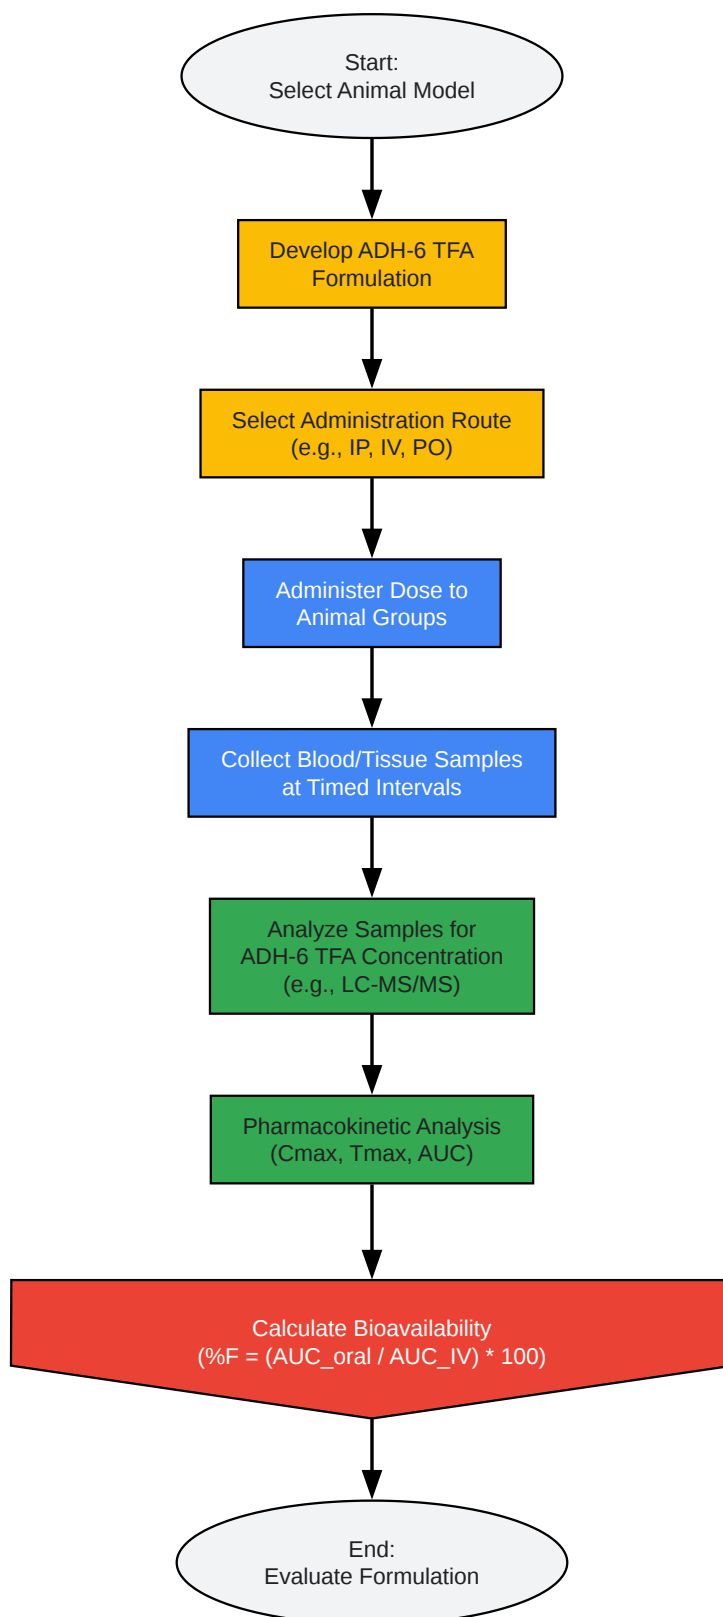 Start:
Select Animal Model
Develop ADH-6 TFA
Formulation
Select Administration Route
(e.g., IP, IV, PO)
Administer Dose to
Animal Groups
Collect Blood/Tissue Samples
at Timed Intervals
Analyze Samples for
ADH-6 TFA Concentration
(e.g., LC-MS/MS)
Pharmacokinetic Analysis
(Cmax, Tmax, AUC)
Calculate Bioavailability
(%F = (AUC_oral / AUC_IV) * 100)
End:
Evaluate Formulation